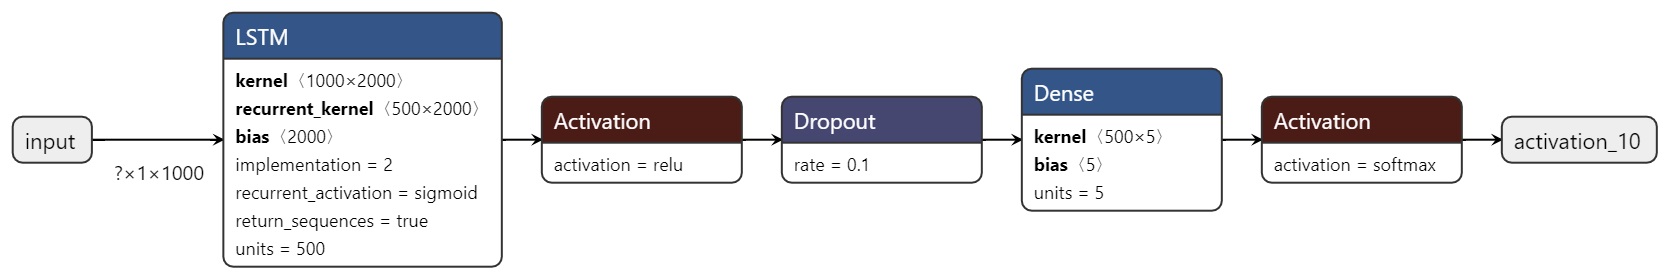 input
?×1×1000
LSTM
kernel〈1000×2000〉
recurrent_kernel〈500×2000〉
bias〈2000〉
implementation = 2
recurrent_activation = sigmoid
return_sequences = true
units = 500
Activation
activation = relu
Dropout
rate = 0.1
Dense
kernel〈500×5〉
bias〈5〉
units = 5
Activation
activation = softmax
activation_10